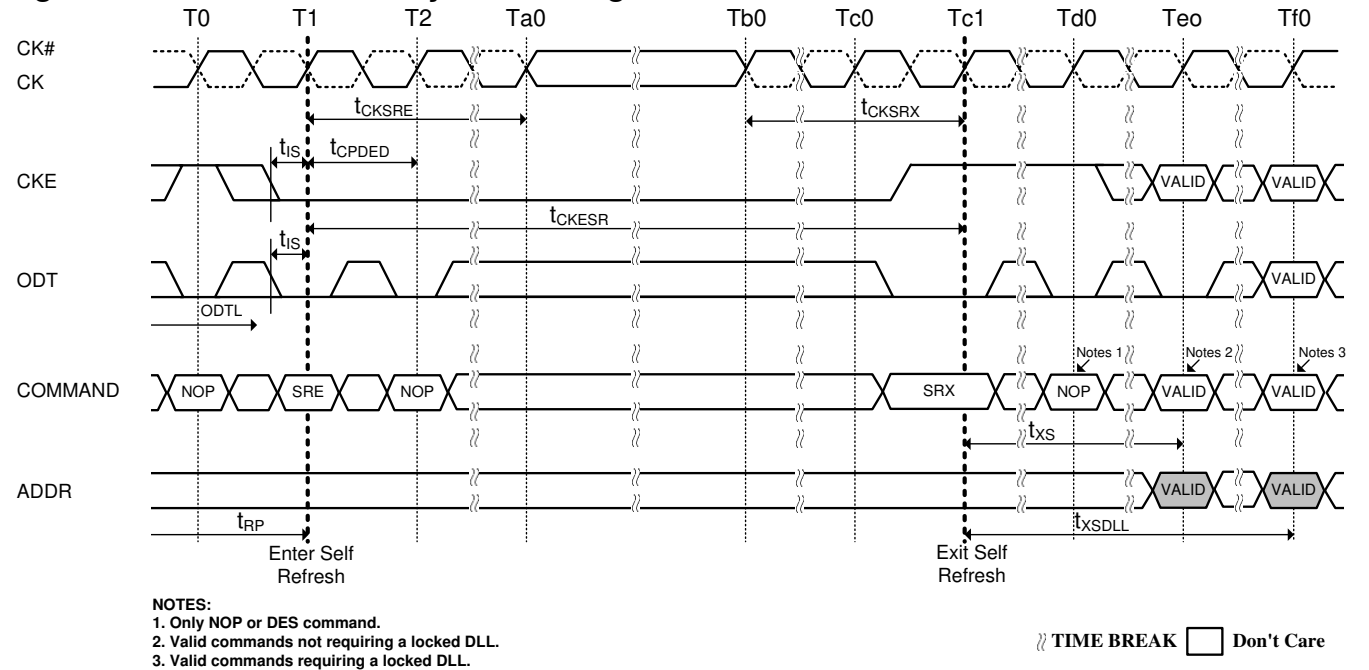 T0 T1 T2 Ta0 Tb0 Tc0 Tc1 Td0 Teo Tf0
CK#
CK
tCKSRE tCKSRX
tIS tCPDED
CKE VALID VALID
tCKESR
tIS
ODT VALID
ODTL
Notes 1 Notes 2 Notes 3
COMMAND NOP SRE NOP SRX NOP VALID VALID
tXS
ADDR VALID VALID
tRP tXSDLL
Enter Self Refresh
Exit Self Refresh
NOTES:
1. Only NOP or DES command.
2. Valid commands not requiring a locked DLL.
3. Valid commands requiring a locked DLL.
TIME BREAK Don't Care